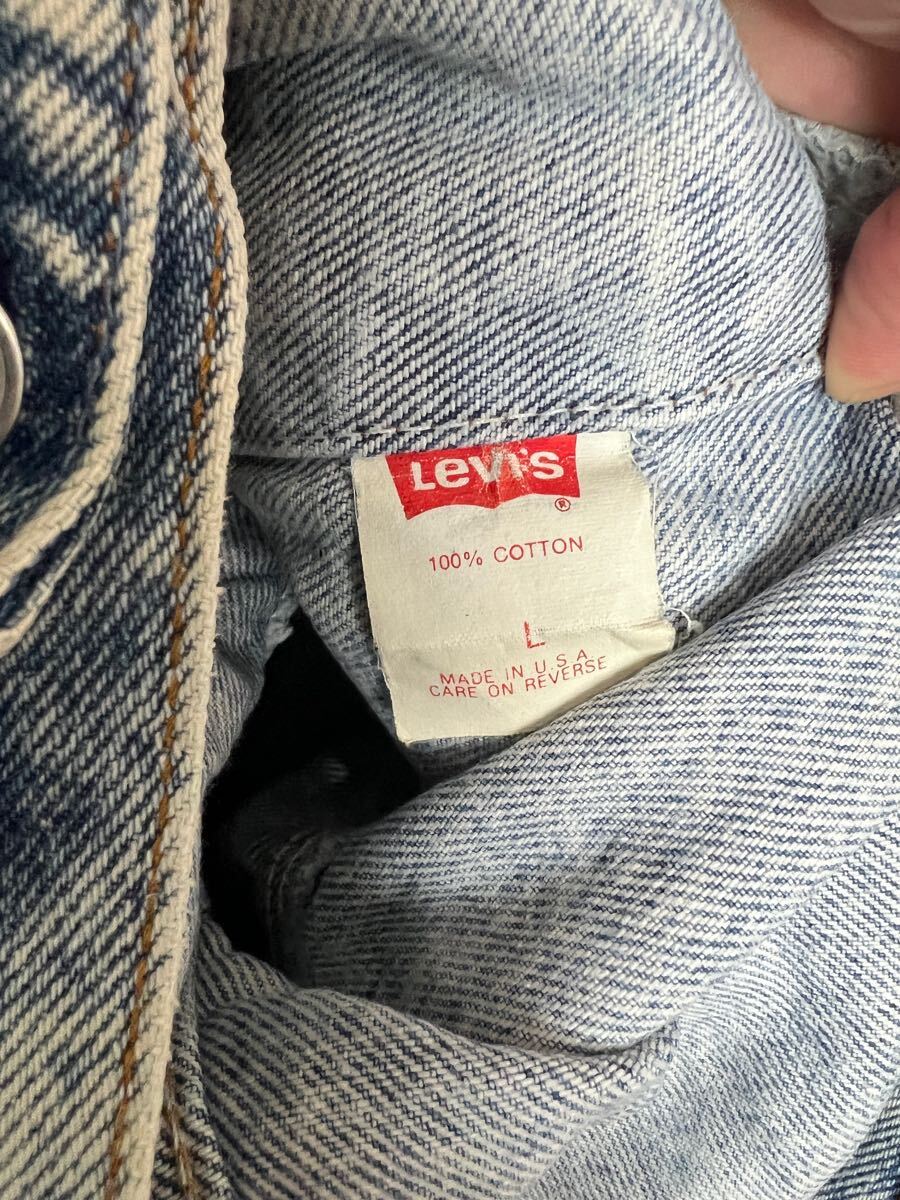 Levi's
®
100% COTTON
L
MADE IN U.S.A.
CARE ON REVERSE